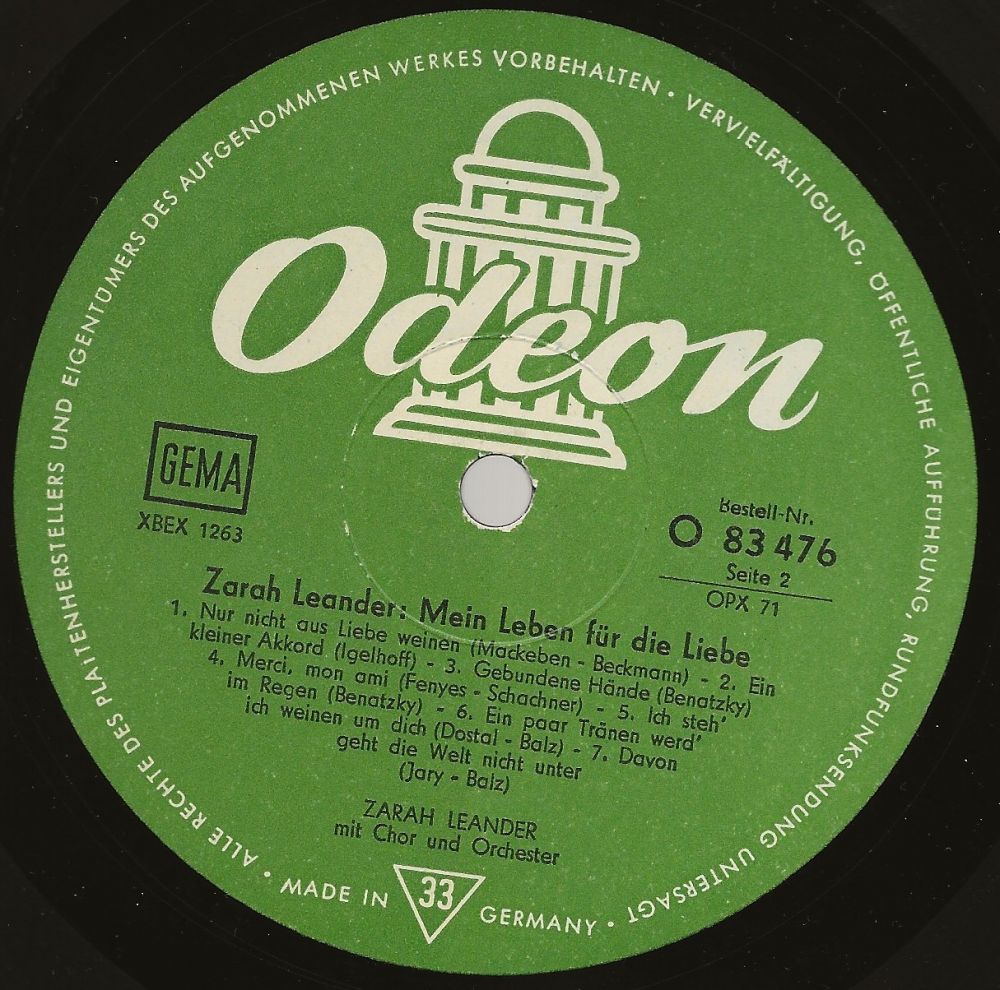 ALLE RECHTE DES PLATTENHERSTELLERS UND EIGENTÜMERS DES AUFGENOMMENEN WERKES VORBEHALTEN · VERVIELFÄLTIGUNG, ÖFFENTLICHE AUFFÜHRUNG, RUNDFUNKSENDUNG UNTERSAGT ·
Odeon
GEMA
XBEX 1263
Bestell-Nr.
O 83 476
Seite 2
OPX 71
Zarah Leander: Mein Leben für die Liebe
1. Nur nicht aus Liebe weinen (Mackeben - Beckmann) - 2. Ein
kleiner Akkord (Igelhoff) - 3. Gebundene Hände (Benatzky)
4. Merci, mon ami (Fenyes - Schachner) - 5. Ich steh'
im Regen (Benatzky) - 6. Ein paar Tränen werd'
ich weinen um dich (Dostal - Balz) - 7. Davon
geht die Welt nicht unter
(Jary - Balz)
ZARAH LEANDER
mit Chor und Orchester
MADE IN 33 GERMANY ·